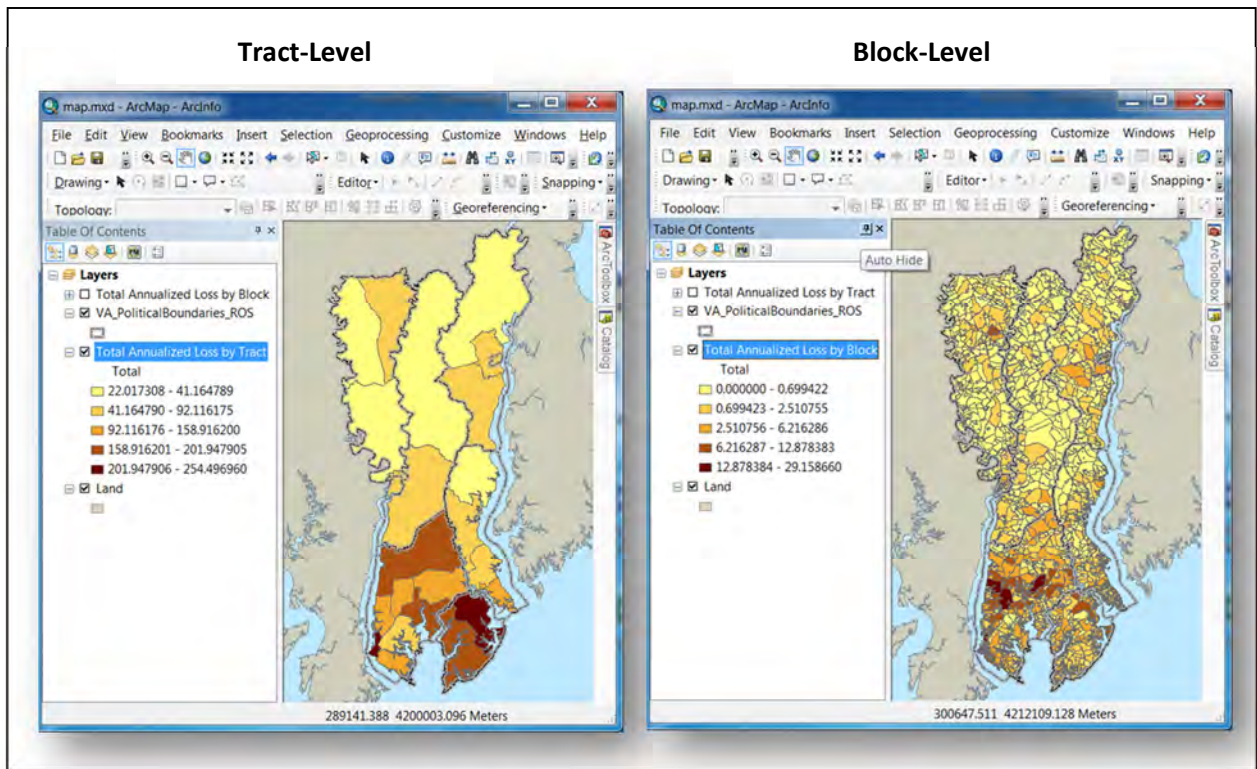 Tract-Level
map.mxd - ArcMap - ArcInfo
File Edit View Bookmarks Insert Selection Geoprocessing Customize Windows Help
Drawing Editor Snapping
Topology: Georeferencing
Table Of Contents
Layers
Total Annualized Loss by Block
VA_PoliticalBoundaries_ROS
Total Annualized Loss by Tract
Total
22.017308 - 41.164789
41.164790 - 92.116175
92.116176 - 158.916200
158.916201 - 201.947905
201.947906 - 254.496960
Land
ArcToolbox
Catalog
289141.388 4200003.096 Meters
Block-Level
map.mxd - ArcMap - ArcInfo
File Edit View Bookmarks Insert Selection Geoprocessing Customize Windows Help
Drawing Editor Snapping
Topology: Georeferencing
Table Of Contents
Auto Hide
Layers
Total Annualized Loss by Tract
VA_PoliticalBoundaries_ROS
Total Annualized Loss by Block
Total
0.000000 - 0.699422
0.699423 - 2.510755
2.510756 - 6.216286
6.216287 - 12.878383
12.878384 - 29.158660
Land
ArcToolbox
Catalog
300647.511 4212109.128 Meters